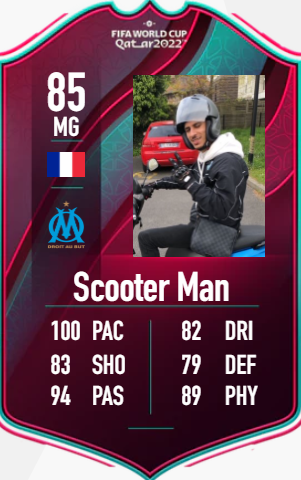 FIFA WORLD CUP
Qatar2022
85
MG
DROIT AU BUT
Scooter Man
100 PAC 82 DRI
83 SHO 79 DEF
94 PAS 89 PHY